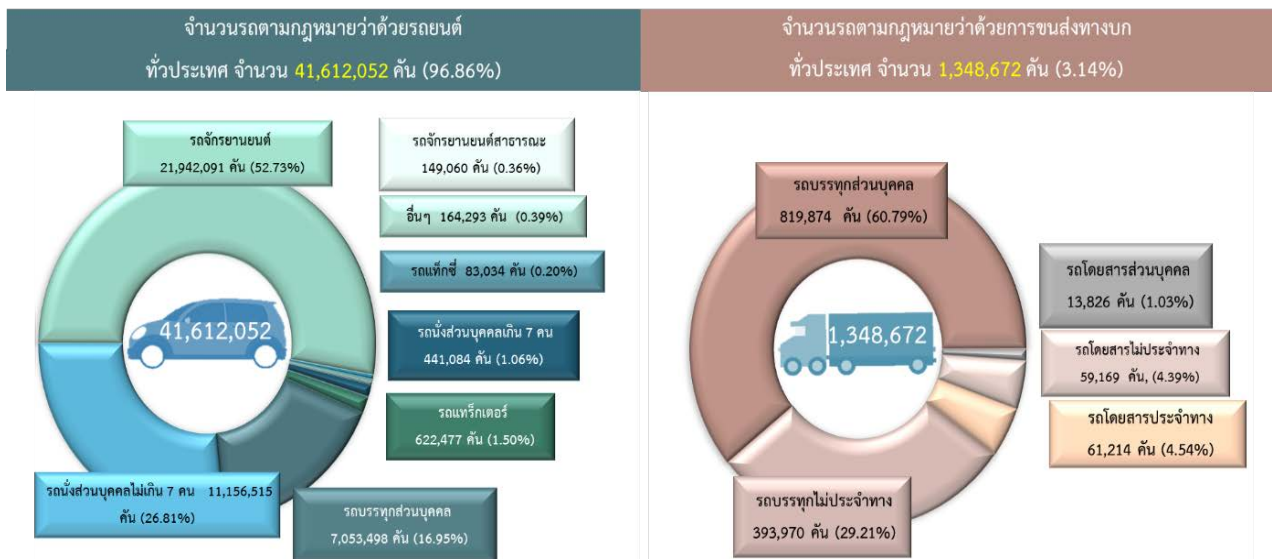 จำนวนรถตามกฎหมายว่าด้วยรถยนต์
ทั่วประเทศ จำนวน 41,612,052 คัน (96.86%)
รถจักรยานยนต์
21,942,091 คัน (52.73%)
รถจักรยานยนต์สาธารณะ
149,060 คัน (0.36%)
อื่นๆ 164,293 คัน (0.39%)
รถแท็กซี่ 83,034 คัน (0.20%)
รถนั่งส่วนบุคคลเกิน 7 คน
441,084 คัน (1.06%)
รถแทร็กเตอร์
622,477 คัน (1.50%)
41,612,052
รถนั่งส่วนบุคคลไม่เกิน 7 คน 11,156,515
คัน (26.81%)
รถบรรทุกส่วนบุคคล
7,053,498 คัน (16.95%)
จำนวนรถตามกฎหมายว่าด้วยการขนส่งทางบก
ทั่วประเทศ จำนวน 1,348,672 คัน (3.14%)
รถบรรทุกส่วนบุคคล
819,874 คัน (60.79%)
รถโดยสารส่วนบุคคล
13,826 คัน (1.03%)
1,348,672
รถโดยสารไม่ประจำทาง
59,169 คัน, (4.39%)
รถโดยสารประจำทาง
61,214 คัน (4.54%)
รถบรรทุกไม่ประจำทาง
393,970 คัน (29.21%)